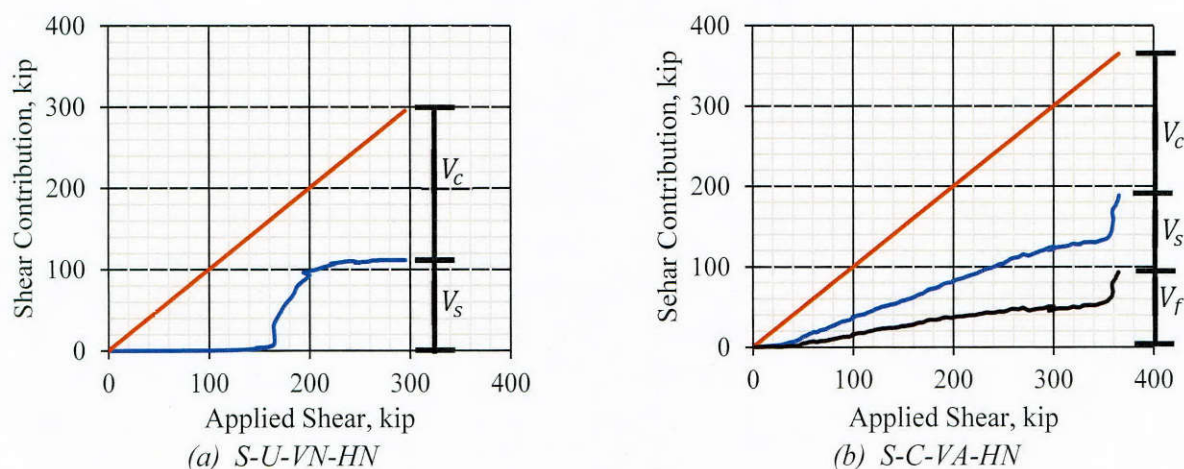 400
300
200
100
0
Shear Contribution, kip
V_c
V_s
0 100 200 300 400
Applied Shear, kip
(a) S-U-VN-HN
400
300
200
100
0
Sehar Contribution, kip
V_c
V_s
V_f
0 100 200 300 400
Applied Shear, kip
(b) S-C-VA-HN